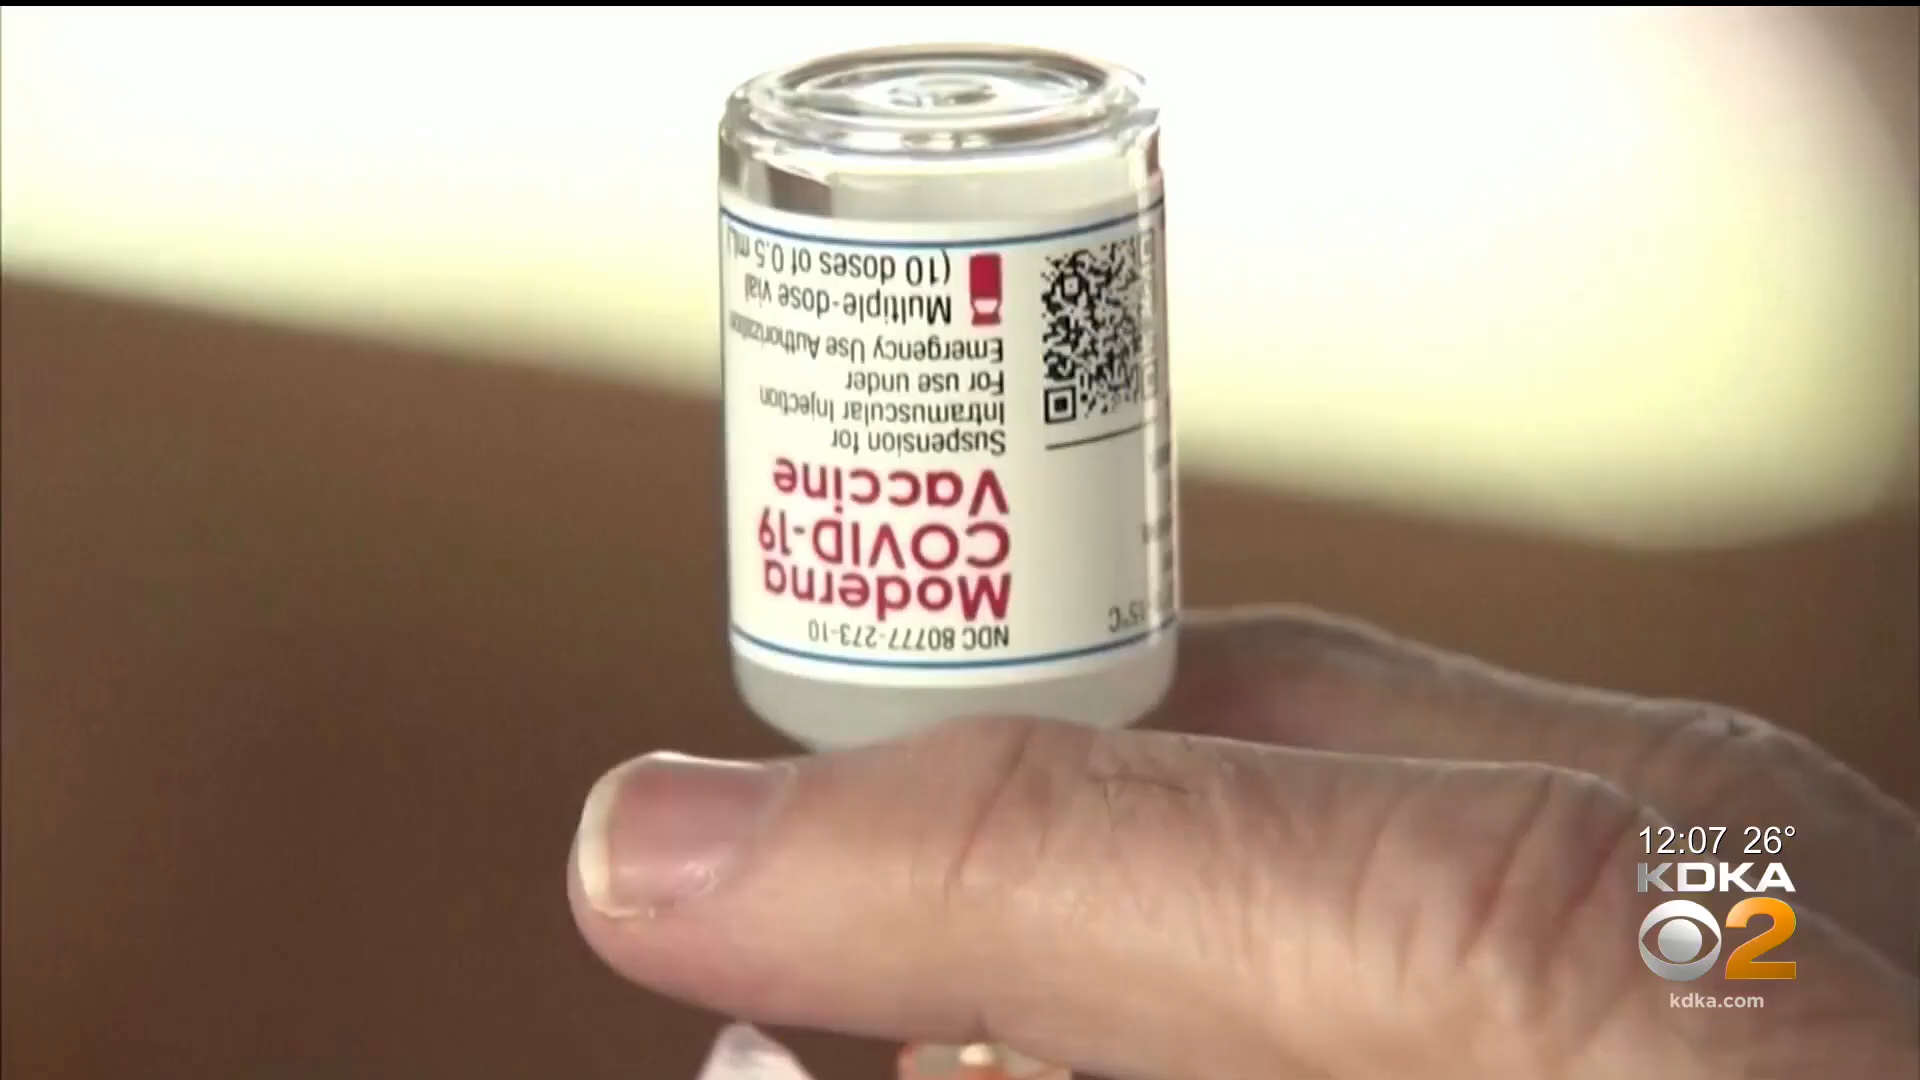 NDC 80777-273-10
Moderna
COVID-19
Vaccine
Suspension for
Intramuscular Injection
For use under
Emergency Use Authorization
Multiple-dose vial
(10 doses of 0.5 mL)
15°C
12:07 26°
KDKA
2
kdka.com